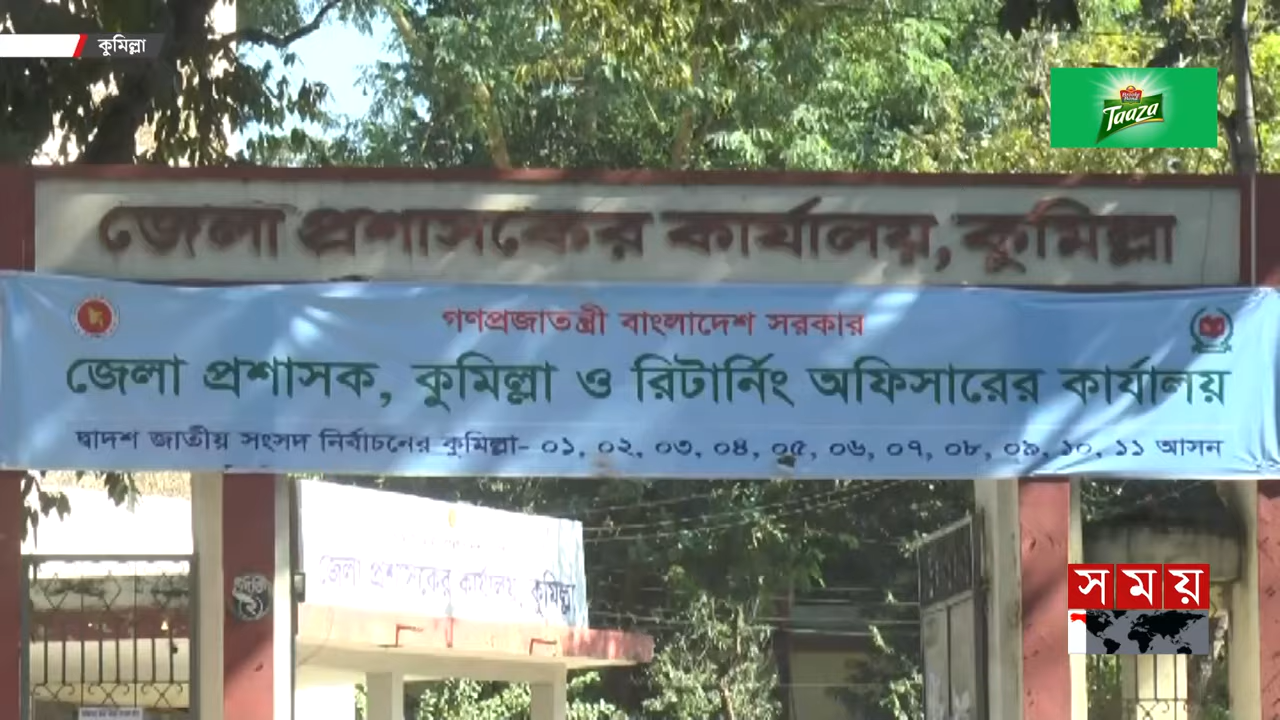 কুমিল্লা
Taaza
জেলা প্রশাসকের কার্যালয়, কুমিল্লা
গণপ্রজাতন্ত্রী বাংলাদেশ সরকার
জেলা প্রশাসক, কুমিল্লা ও রিটার্নিং অফিসারের কার্যালয়
দ্বাদশ জাতীয় সংসদ নির্বাচনের কুমিল্লা- ০১, ০২, ০৩, ০৪, ০৫, ০৬, ০৭, ০৮, ০৯, ১০, ১১ আসন
জেলা প্রশাসকের কার্যালয়, কুমিল্লা
সময়